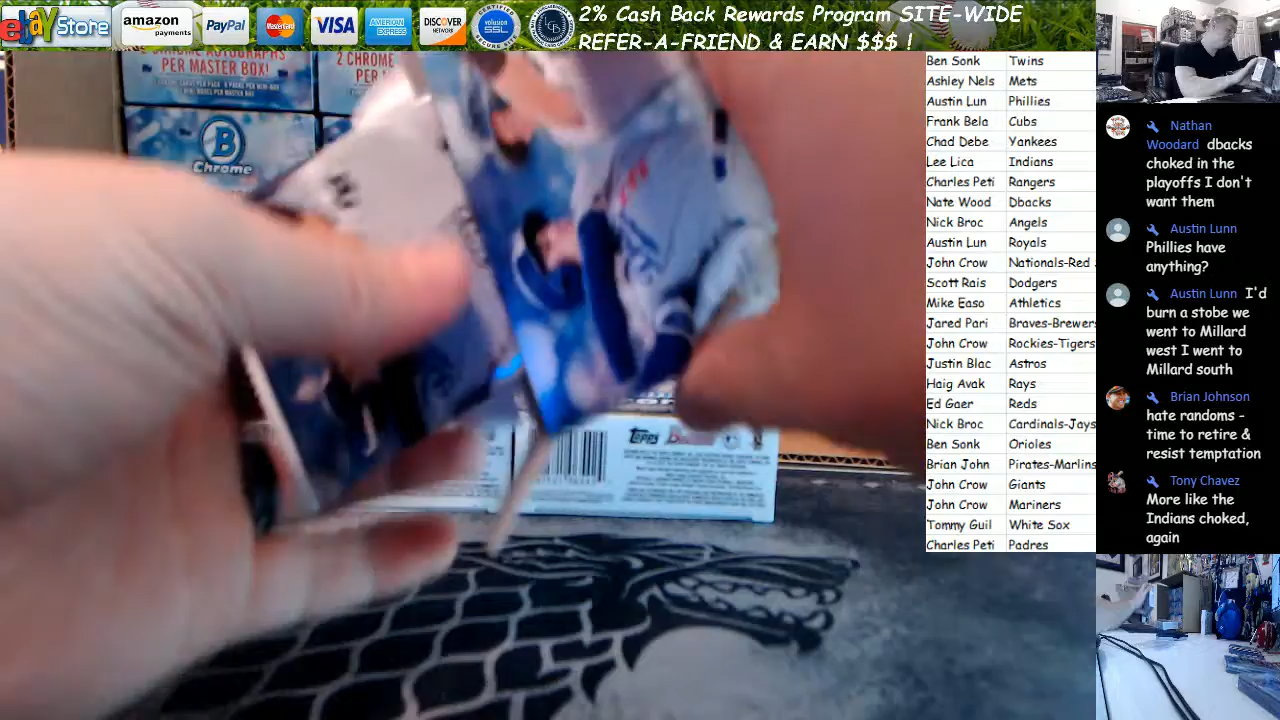 ebay Store
amazon payments
PayPal
MasterCard
VISA
AMERICAN EXPRESS
DISCOVER NETWORK
CERTIFIED
volusion SSL
SECURE SITE
2% Cash Back Rewards Program SITE-WIDE
REFER-A-FRIEND & EARN $$$ !
CHROME AUTOGRAPHS
PER MASTER BOX!
2 CHROME
B
Chrome
Topps
Ben Sonk Twins
Ashley Nels Mets
Austin Lun Phillies
Frank Bela Cubs
Chad Debe Yankees
Lee Lica Indians
Charles Peti Rangers
Nate Wood Dbacks
Nick Broc Angels
Austin Lun Royals
John Crow Nationals-Red
Scott Rais Dodgers
Mike Easo Athletics
Jared Pari Braves-Brewers
John Crow Rockies-Tigers
Justin Blac Astros
Haig Avak Rays
Ed Gaer Reds
Nick Broc Cardinals-Jays
Ben Sonk Orioles
Brian John Pirates-Marlins
John Crow Giants
John Crow Mariners
Tommy Guil White Sox
Charles Peti Padres
Nathan
Woodard dbacks
choked in the
playoffs I don't
want them
Austin Lunn
Phillies have
anything?
Austin Lunn I'd
burn a stobe we
went to Millard
west I went to
Millard south
Brian Johnson
hate randoms -
time to retire &
resist temptation
Tony Chavez
More like the
Indians choked,
again